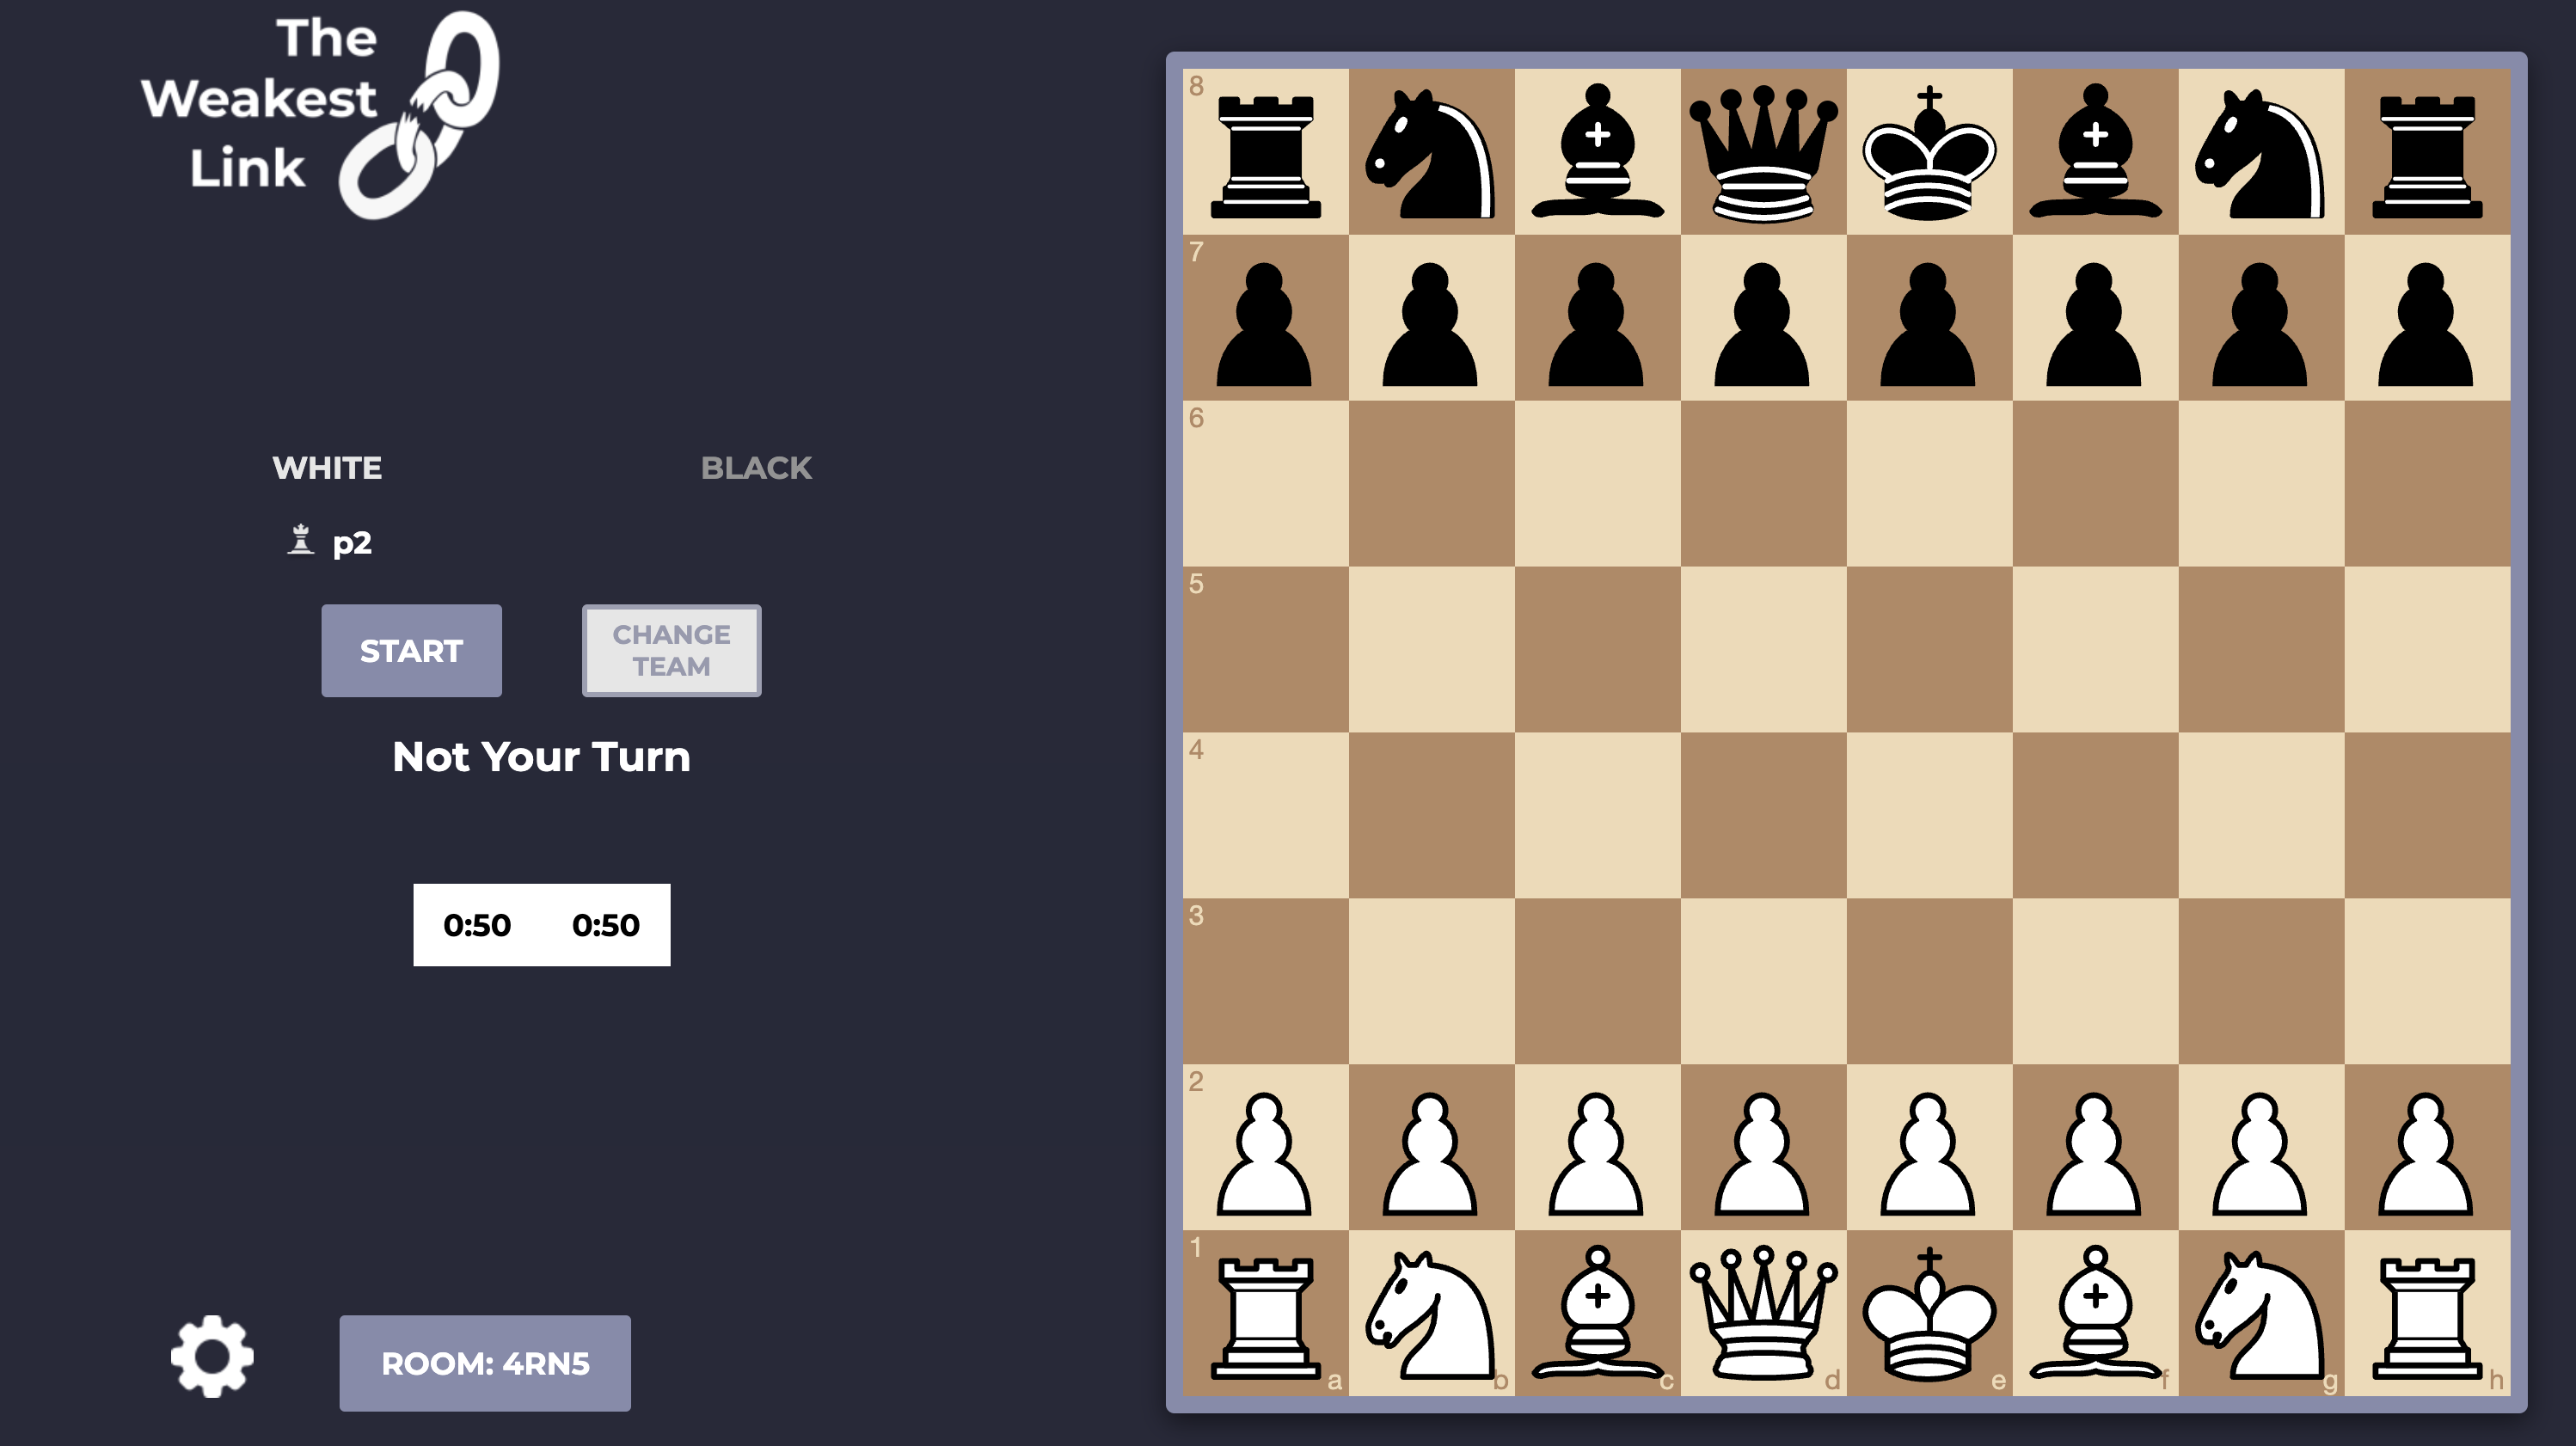 The
Weakest
Link
WHITE
BLACK
p2
START
CHANGE
TEAM
Not Your Turn
0:50 0:50
ROOM: 4RN5
8
7
6
5
4
3
2
1
a b c d e f g h